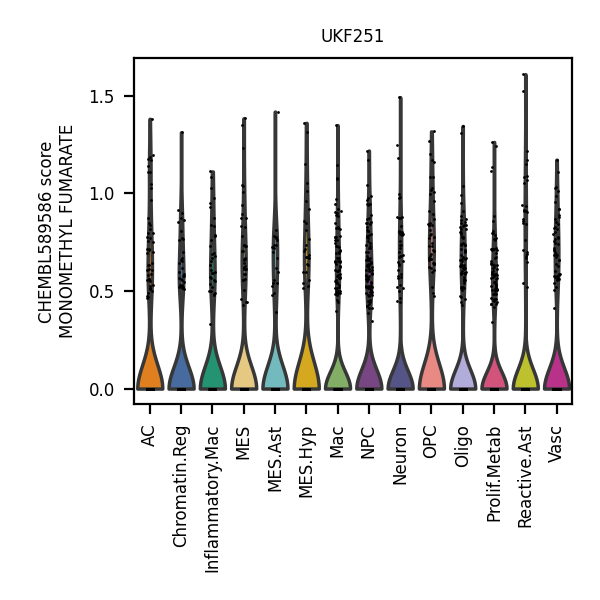 UKF251
CHEMBL589586 score
MONOMETHYL FUMARATE
1.5
1.0
0.5
0.0
AC
Chromatin.Reg
Inflammatory.Mac
MES
MES.Ast
MES.Hyp
Mac
NPC
Neuron
OPC
Oligo
Prolif.Metab
Reactive.Ast
Vasc